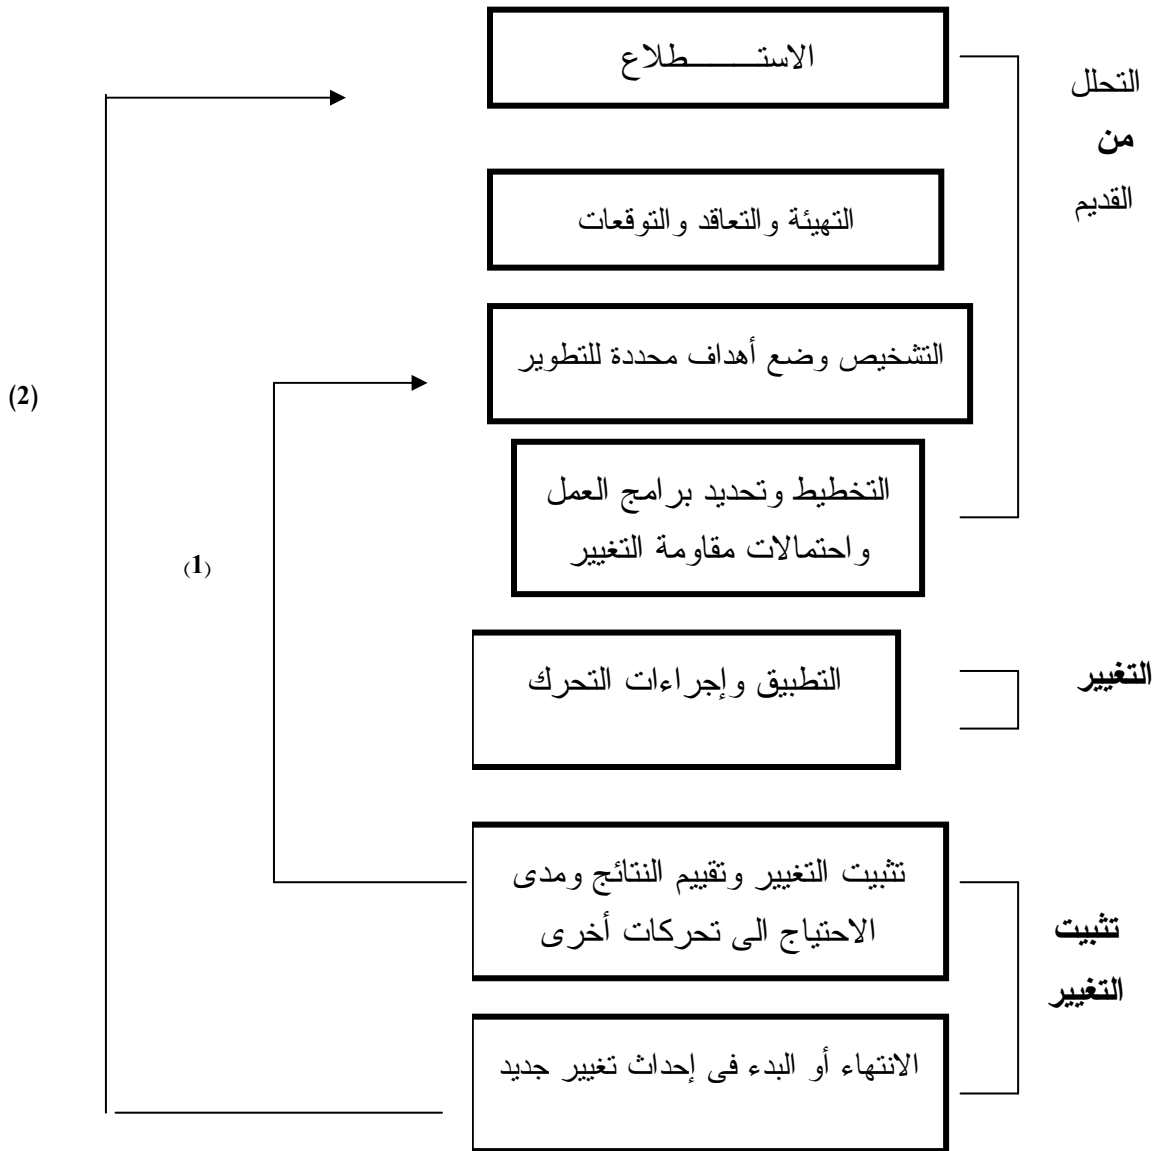 الاستـــــــطلاع
التحلل
من
القديم
التهيئة والتعاقد والتوقعات
التشخيص وضع أهداف محددة للتطوير
(2)
التخطيط وتحديد برامج العمل
واحتمالات مقاومة التغيير
(1)
التطبيق وإجراءات التحرك
التغيير
تثبيت التغيير وتقييم النتائج ومدى
الاحتياج الى تحركات أخرى
تثبيت
التغيير
الانتهاء أو البدء فى إحداث تغيير جديد